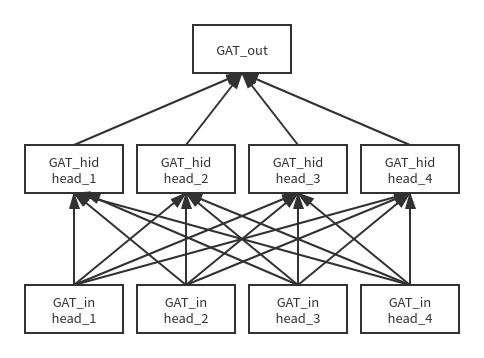 GAT_out
GAT_hid
head_1
GAT_hid
head_2
GAT_hid
head_3
GAT_hid
head_4
GAT_in
head_1
GAT_in
head_2
GAT_in
head_3
GAT_in
head_4